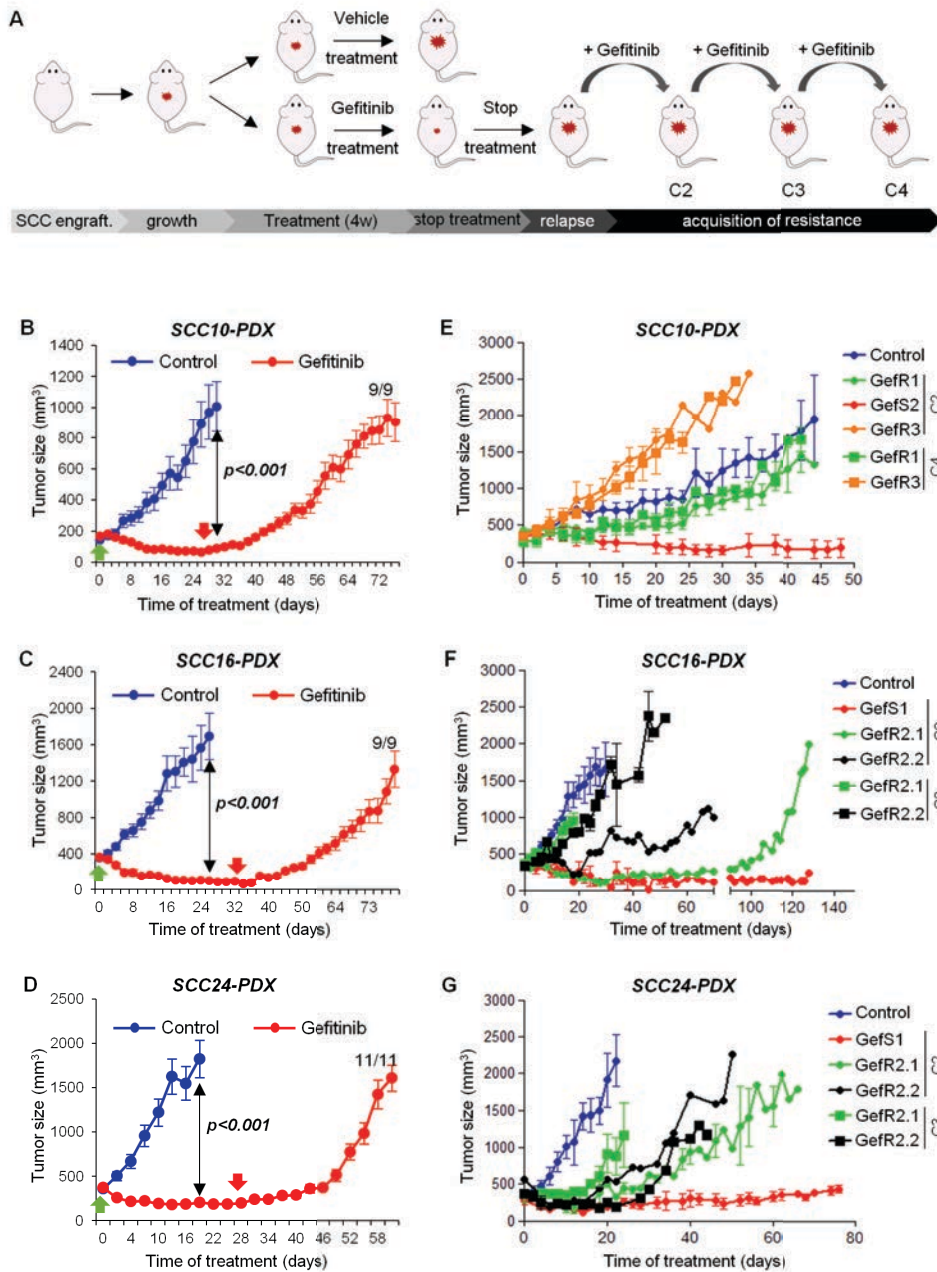 A
Vehicle
treatment
Gefitinib
treatment
Stop
treatment
+ Gefitinib
+ Gefitinib
+ Gefitinib
C2
C3
C4
SCC engraft.
growth
Treatment (4w)
stop treatment
relapse
acquisition of resistance
B
SCC10-PDX
Control
Gefitinib
1400
1200
1000
800
600
400
200
0
Tumor size (mm³)
9/9
p<0.001
0 8 16 24 30 40 48 56 64 72
Time of treatment (days)
E
SCC10-PDX
3000
2500
2000
1500
1000
500
0
Tumor size (mm³)
0 5 10 15 20 25 30 35 40 45 48 50
Time of treatment (days)
Control
GefR1
GefS2
GefR3
GefR1
GefR3
C4
C
SCC16-PDX
Control
Gefitinib
2400
2000
1600
1200
800
400
0
Tumor size (mm³)
9/9
p<0.001
0 8 16 24 32 40 50 64 73
Time of treatment (days)
F
SCC16-PDX
3000
2500
2000
1500
1000
500
0
Tumor size (mm³)
0 20 40 60 100 120 140
Time of treatment (days)
Control
GefS1
GefR2.1
GefR2.2
GefR2.1
GefR2.2
D
SCC24-PDX
Control
Gefitinib
2500
2000
1500
1000
500
0
Tumor size (mm³)
11/11
p<0.001
0 4 10 14 18 22 28 34 40 46 52 58
Time of treatment (days)
G
SCC24-PDX
3000
2500
2000
1500
1000
500
0
Tumor size (mm³)
0 20 40 60 80
Time of treatment (days)
Control
GefS1
GefR2.1
GefR2.2
GefR2.1
GefR2.2